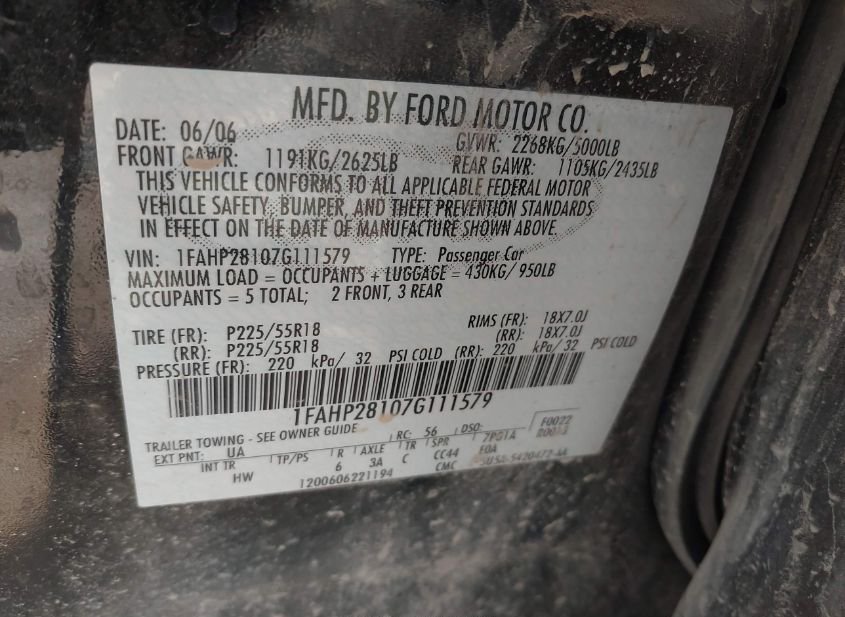 MFD. BY FORD MOTOR CO.
DATE: 06/06 GVWR: 2268KG/5000LB
FRONT GAWR: 1191KG/2625LB REAR GAWR: 1105KG/2435LB
THIS VEHICLE CONFORMS TO ALL APPLICABLE FEDERAL MOTOR
VEHICLE SAFETY, BUMPER, AND THEFT PREVENTION STANDARDS
IN EFFECT ON THE DATE OF MANUFACTURE SHOWN ABOVE.
VIN: 1FAHP28107G111579 TYPE: Passenger Car
MAXIMUM LOAD = OCCUPANTS + LUGGAGE = 430KG/ 950LB
OCCUPANTS = 5 TOTAL; 2 FRONT, 3 REAR
TIRE (FR): P225/55R18 RIMS (FR): 18X7.0J
(RR): P225/55R18 (RR): 18X7.0J
PRESSURE (FR): 220 kPa/ 32 PSI COLD (RR): 220 kPa/ 32 PSI COLD
1FAHP28107G111579
TRAILER TOWING - SEE OWNER GUIDE RC: 56 DSO: F0022
EXT PNT: UA TP/PS R AXLE TR SPR
INT TR 6 3A C CC44 EOA
HW CMC
1200606221194